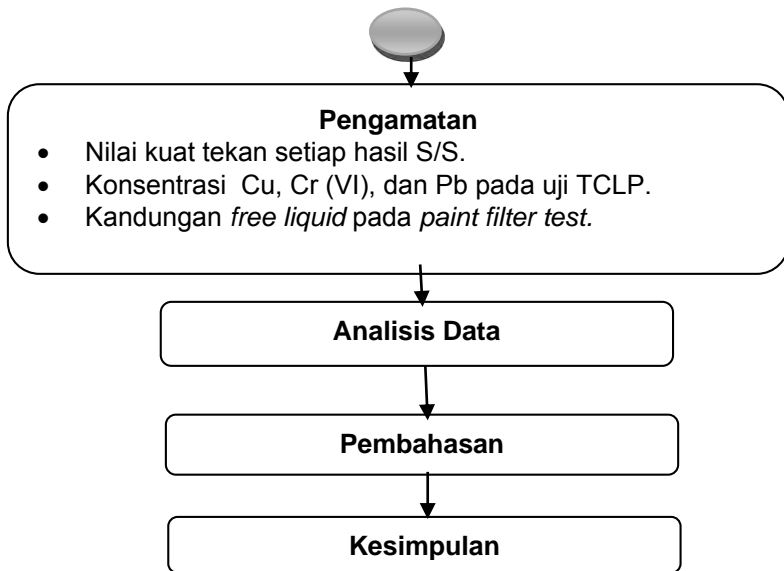 Pengamatan
• Nilai kuat tekan setiap hasil S/S.
• Konsentrasi Cu, Cr (VI), dan Pb pada uji TCLP.
• Kandungan free liquid pada paint filter test.
Analisis Data
Pembahasan
Kesimpulan